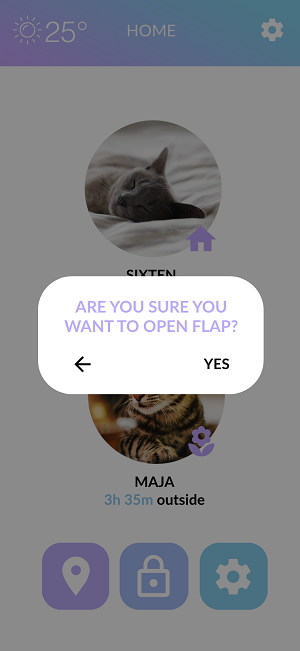 25°
HOME
SIXTEN
ARE YOU SURE YOU
WANT TO OPEN FLAP?
YES
MAJA
3h 35m outside